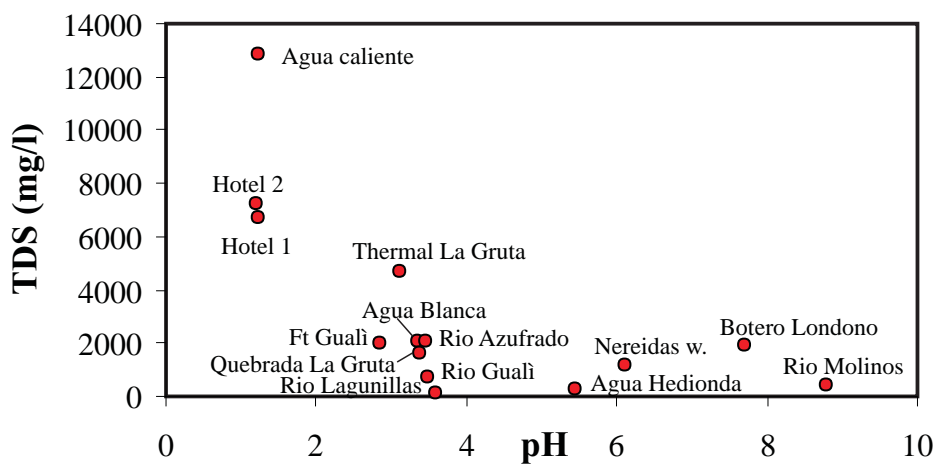 14000
12000
10000
8000
6000
4000
2000
0
TDS (mg/l)
Agua caliente
Hotel 2
Hotel 1
Thermal La Gruta
Agua Blanca
Ft Gualì
Rio Azufrado
Quebrada La Gruta
Rio Gualì
Rio Lagunillas
Botero Londono
Nereidas w.
Rio Molinos
Agua Hedionda
0 2 4 6 8 10
pH